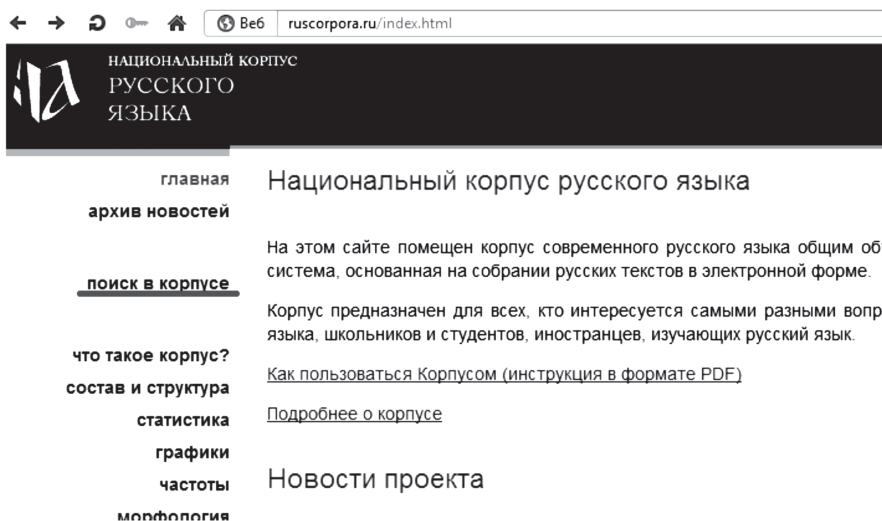 Веб ruscorpora.ru/index.html
НАЦИОНАЛЬНЫЙ КОРПУС
РУССКОГО
ЯЗЫКА
главная
архив новостей
поиск в корпусе
что такое корпус?
состав и структура
статистика
графики
частоты
морфология
Национальный корпус русского языка
На этом сайте помещен корпус современного русского языка общим об
система, основанная на собрании русских текстов в электронной форме.
Корпус предназначен для всех, кто интересуется самыми разными вопр
языка, школьников и студентов, иностранцев, изучающих русский язык.
Как пользоваться Корпусом (инструкция в формате PDF)
Подробнее о корпусе
Новости проекта